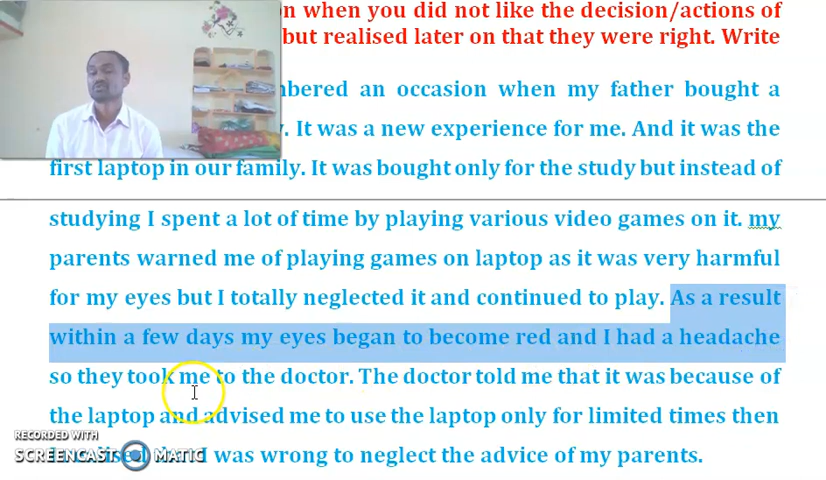 n when you did not like the decision/actions of
but realised later on that they were right. Write
bered an occasion when my father bought a
. It was a new experience for me. And it was the
first laptop in our family. It was bought only for the study but instead of
studying I spent a lot of time by playing various video games on it. my
parents warned me of playing games on laptop as it was very harmful
for my eyes but I totally neglected it and continued to play. As a result
within a few days my eyes began to become red and I had a headache
so they took me to the doctor. The doctor told me that it was because of
the laptop and advised me to use the laptop only for limited times then
RECORDED WITH
SCREENCAST MATIC
I was wrong to neglect the advice of my parents.